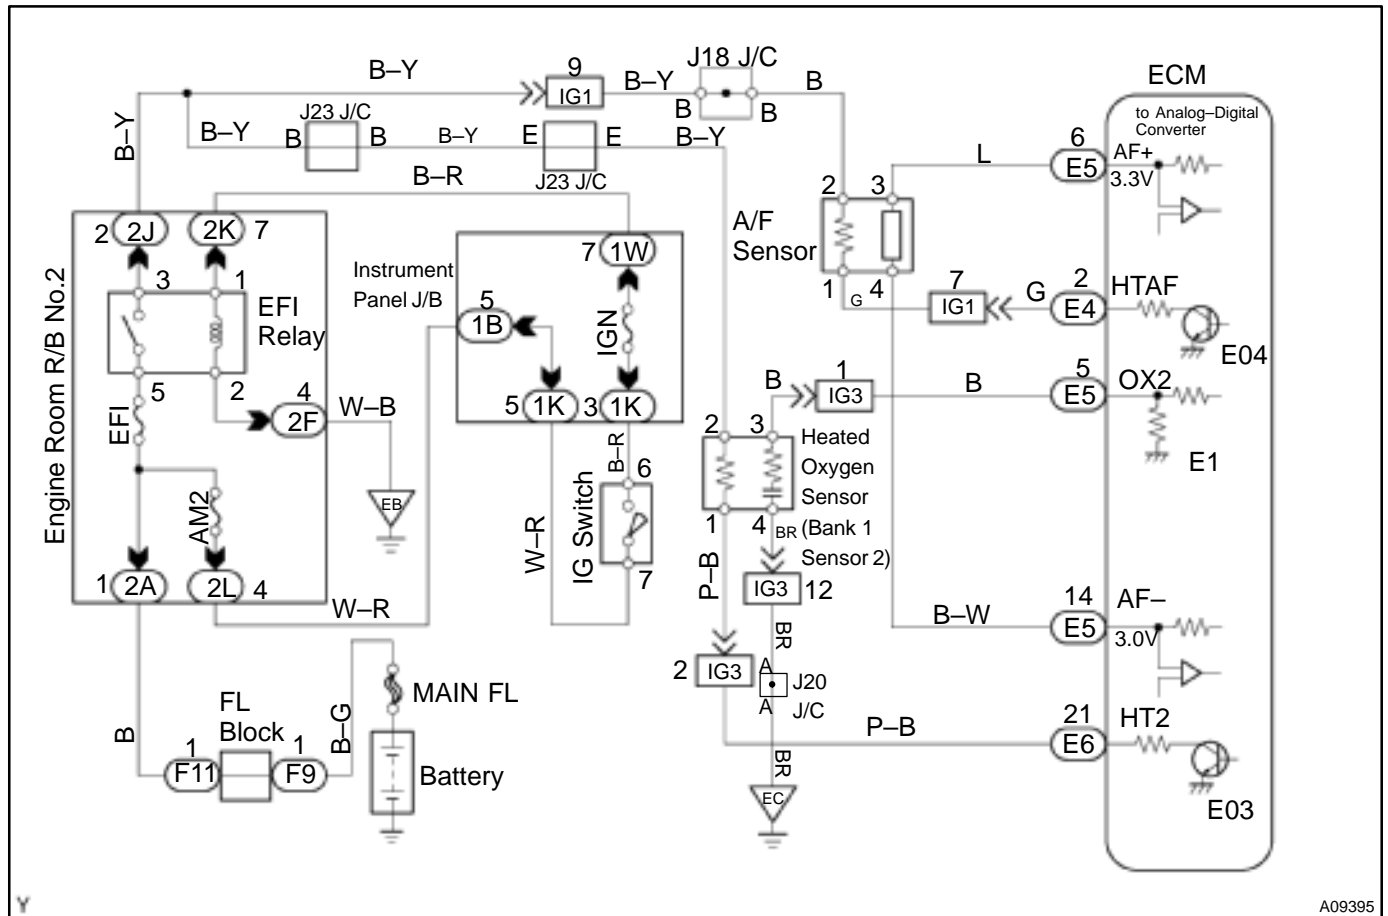 9
J18 J/C
B–Y
IG1
B–Y
B
B
B
ECM
to Analog–Digital
Converter
J23 J/C
B–Y
B
B
B–Y
E
E
B–Y
J23 J/C
B–Y
B–R
L
6
E5
AF+
3.3V
2
3
A/F
Sensor
1
4
G
7
IG1
G
2
E4
HTAF
E04
2
2J
2K
7
3
1
EFI
Relay
5
2
EFI
4
2F
W–B
EB
AM2
1
2A
2L
4
Engine Room R/B No.2
Instrument
Panel J/B
7
1W
5
1B
IGN
5
1K
3
1K
B–R
6
IG Switch
7
W–R
W–R
B
1
IG3
B
5
E5
OX2
E1
2
3
Heated
Oxygen
Sensor
(Bank 1
Sensor 2)
1
4
BR
P–B
IG3
12
BR
2
IG3
A
J20
J/C
A
BR
EC
B–W
14
E5
AF–
3.0V
P–B
21
E6
HT2
E03
B
FL
Block
1
F11
1
F9
B–G
MAIN FL
Battery
Y
A09395